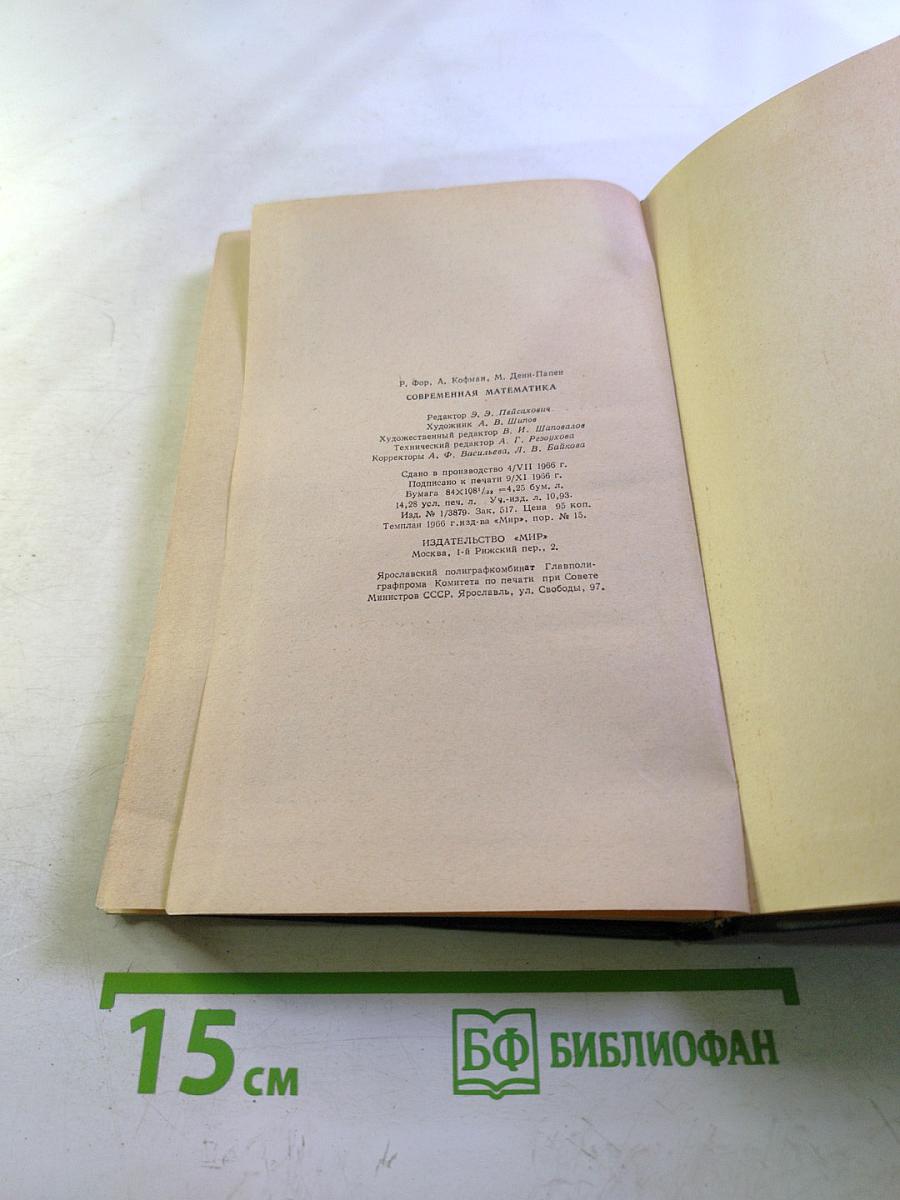 Р. Фор, А. Кофман, М. Дени-Папен
СОВРЕМЕННАЯ МАТЕМАТИКА
Редактор Э. Э. Пейсахович
Художник А. В. Шипов
Художественный редактор В. И. Шаповалов
Технический редактор А. Г. Резоухова
Корректоры А. Ф. Васильева, Л. В. Байкова
Сдано в производство 4/VII 1966 г.
Подписано к печати 9/XI 1966 г.
Бумага 84×108¹/₃₂ =4,25 бум. л.
14,28 усл. печ. л. Уч.-изд. л. 10,93.
Изд. № 1/3879. Зак. 517. Цена 95 коп.
Темплан 1966 г.изд-ва «Мир», пор. № 15.
ИЗДАТЕЛЬСТВО «МИР»
Москва, 1-й Рижский пер., 2.
Ярославский полиграфкомбинат Главполи-
графпрома Комитета по печати при Совете
Министров СССР. Ярославль, ул. Свободы, 97.
15 см
БФ БИБЛИОФАН